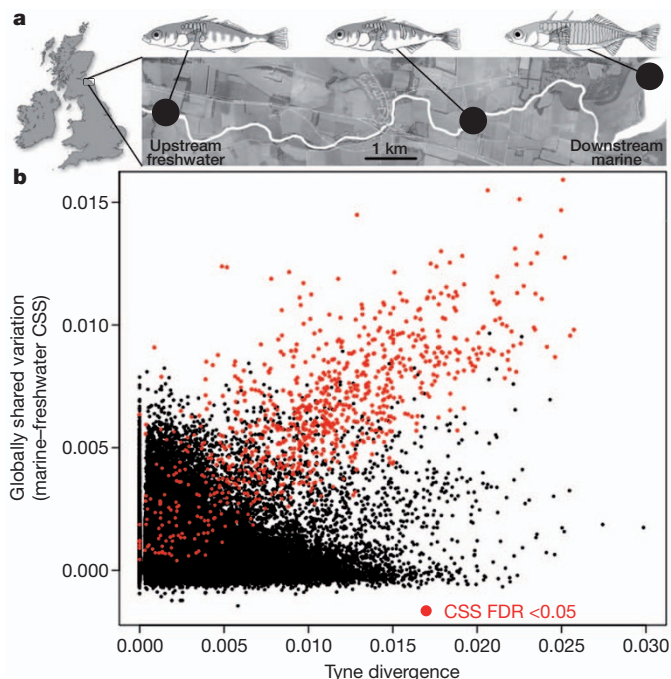 a
Upstream
freshwater
1 km
Downstream
marine
b
0.015
0.010
0.005
0.000
Globally shared variation
(marine–freshwater CSS)
CSS FDR <0.05
0.000 0.005 0.010 0.015 0.020 0.025 0.030
Tyne divergence